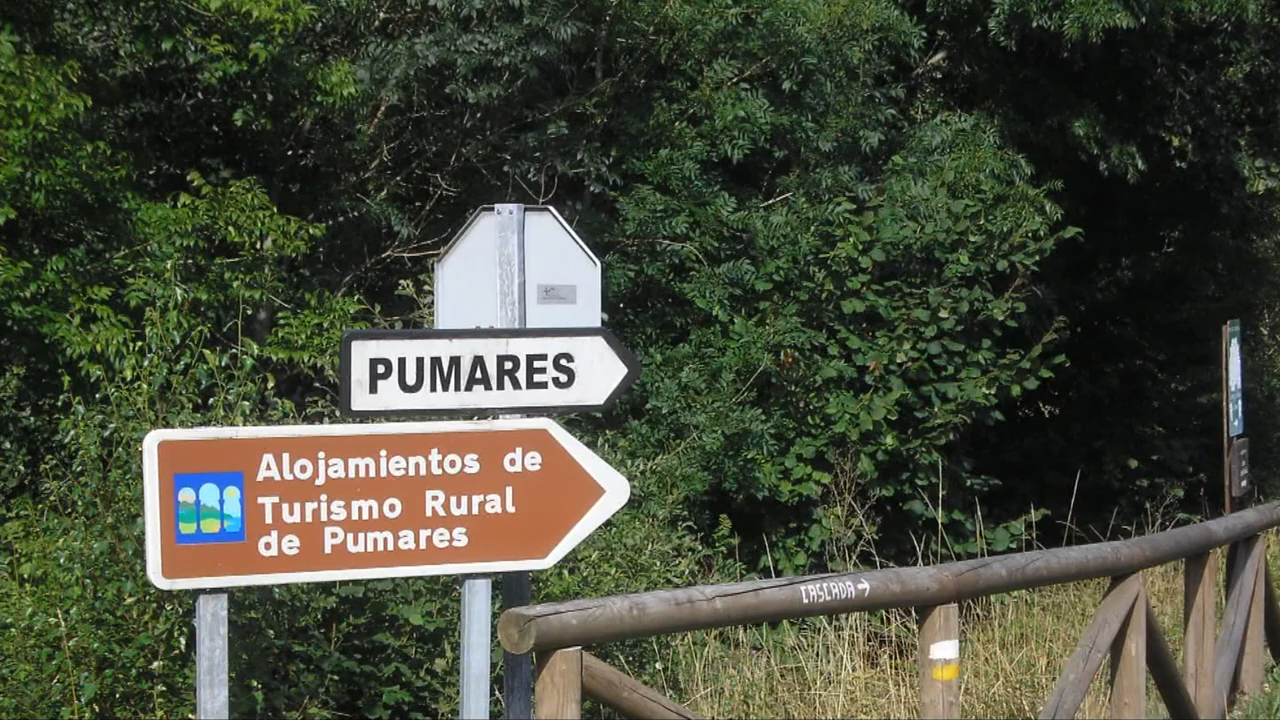 PUMARES
Alojamientos de
Turismo Rural
de Pumares
CASCADA →